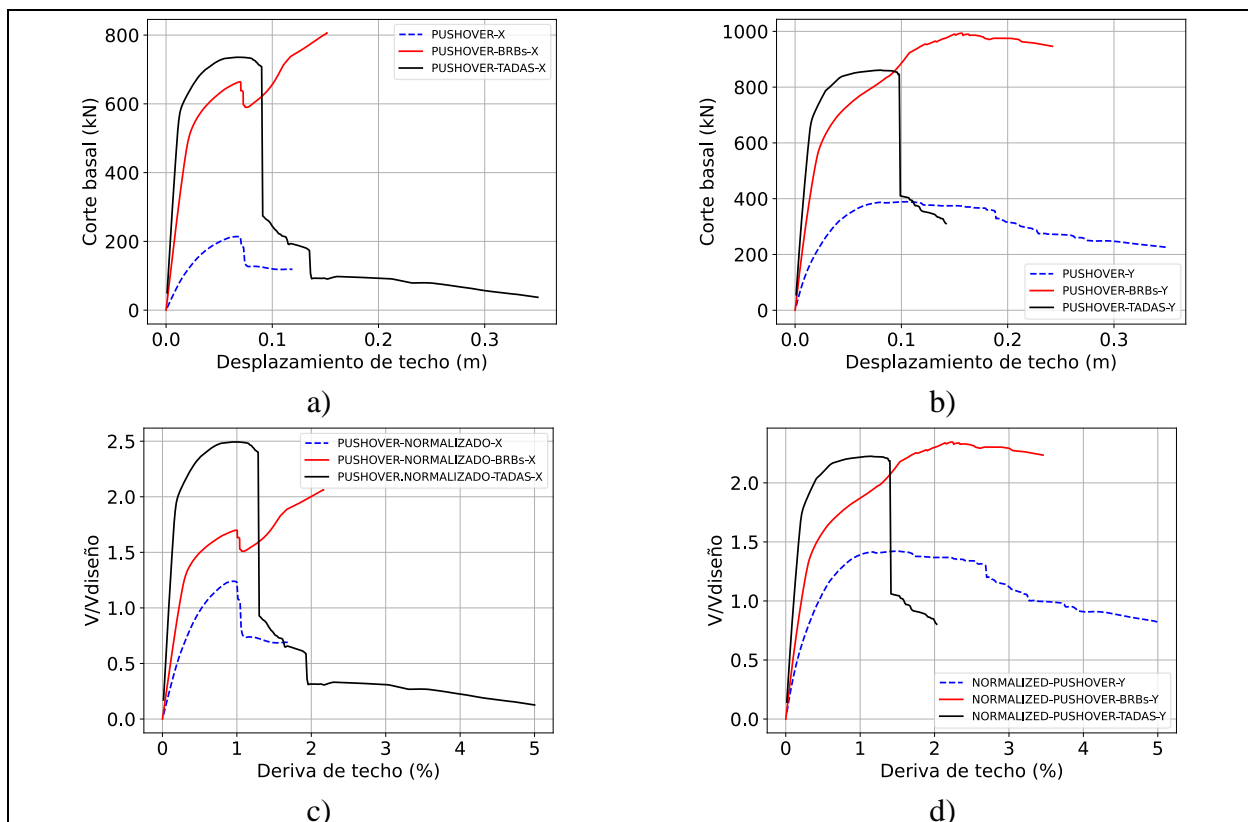 800
600
400
200
0
Corte basal (kN)
PUSHOVER-X
PUSHOVER-BRBs-X
PUSHOVER-TADAS-X
0.0 0.1 0.2 0.3
Desplazamiento de techo (m)
a)
1000
800
600
400
200
0
Corte basal (kN)
PUSHOVER-Y
PUSHOVER-BRBs-Y
PUSHOVER-TADAS-Y
0.0 0.1 0.2 0.3
Desplazamiento de techo (m)
b)
2.5
2.0
1.5
1.0
0.5
0.0
V/Vdiseño
PUSHOVER-NORMALIZADO-X
PUSHOVER-NORMALIZADO-BRBs-X
PUSHOVER.NORMALIZADO-TADAS-X
0 1 2 3 4 5
Deriva de techo (%)
c)
2.0
1.5
1.0
0.5
0.0
V/Vdiseño
NORMALIZED-PUSHOVER-Y
NORMALIZED-PUSHOVER-BRBs-Y
NORMALIZED-PUSHOVER-TADAS-Y
0 1 2 3 4 5
Deriva de techo (%)
d)